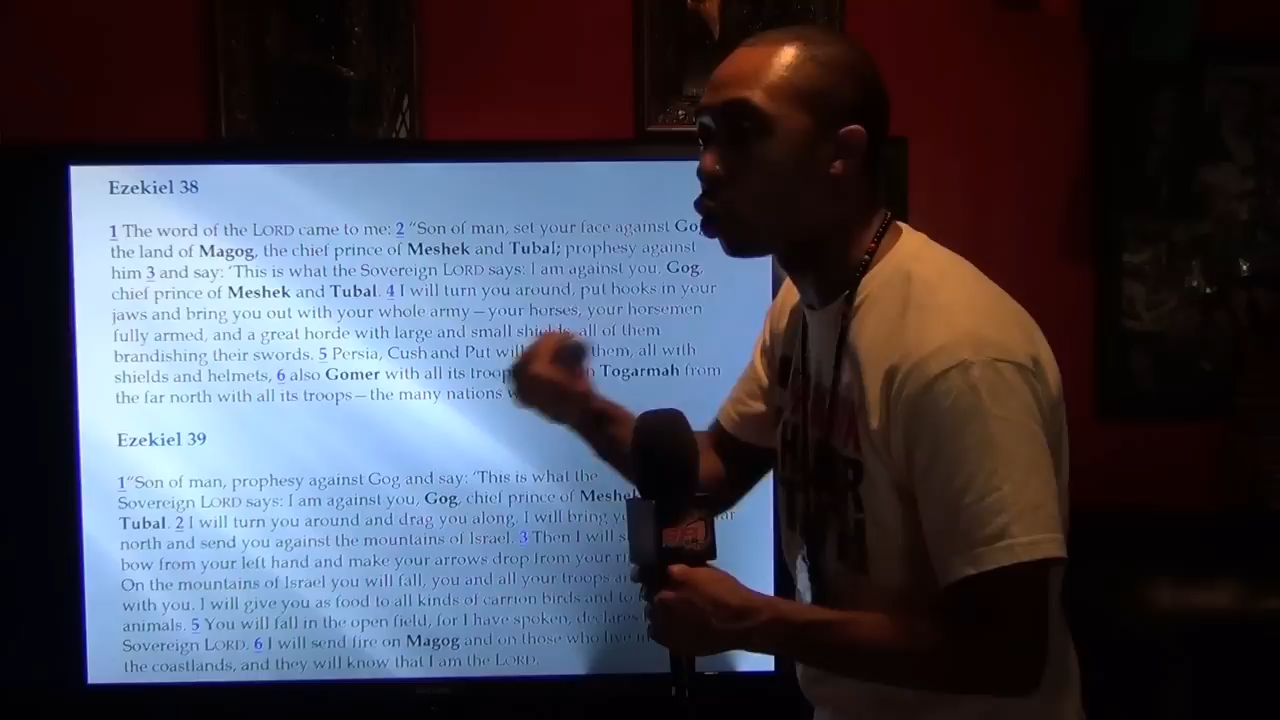 Ezekiel 38
1 The word of the LORD came to me: 2 “Son of man, set your face against
the land of Magog, the chief prince of Meshek and Tubal; prophesy against
him 3 and say: ‘This is what the Sovereign LORD says: I am against you, Gog,
chief prince of Meshek and Tubal. 4 I will turn you around, put hooks in your
jaws and bring you out with your whole army—your horses, your horsemen
fully armed, and a great horde with large and small shields, all of them
brandishing their swords. 5 Persia, Cush and Put will them, all with
shields and helmets, 6 also Gomer with all its Togarmah from
the far north with all its troops—the many nations
Ezekiel 39
1“Son of man, prophesy against Gog and say: ‘This is what the
Sovereign LORD says: I am against you, Gog, chief prince of
Tubal. 2 I will turn you around and drag you along. I will bring
north and send you against the mountains of Israel. 3 Then I will
bow from your left hand and make your arrows drop from your
On the mountains of Israel you will fall, you and all your troops
with you. I will give you as food to all kinds of carrion birds and to
animals. 5 You will fall in the open field, for I have spoken, declares
Sovereign LORD. 6 I will send fire on Magog and on those who live
the coastlands, and they will know that I am the LORD.